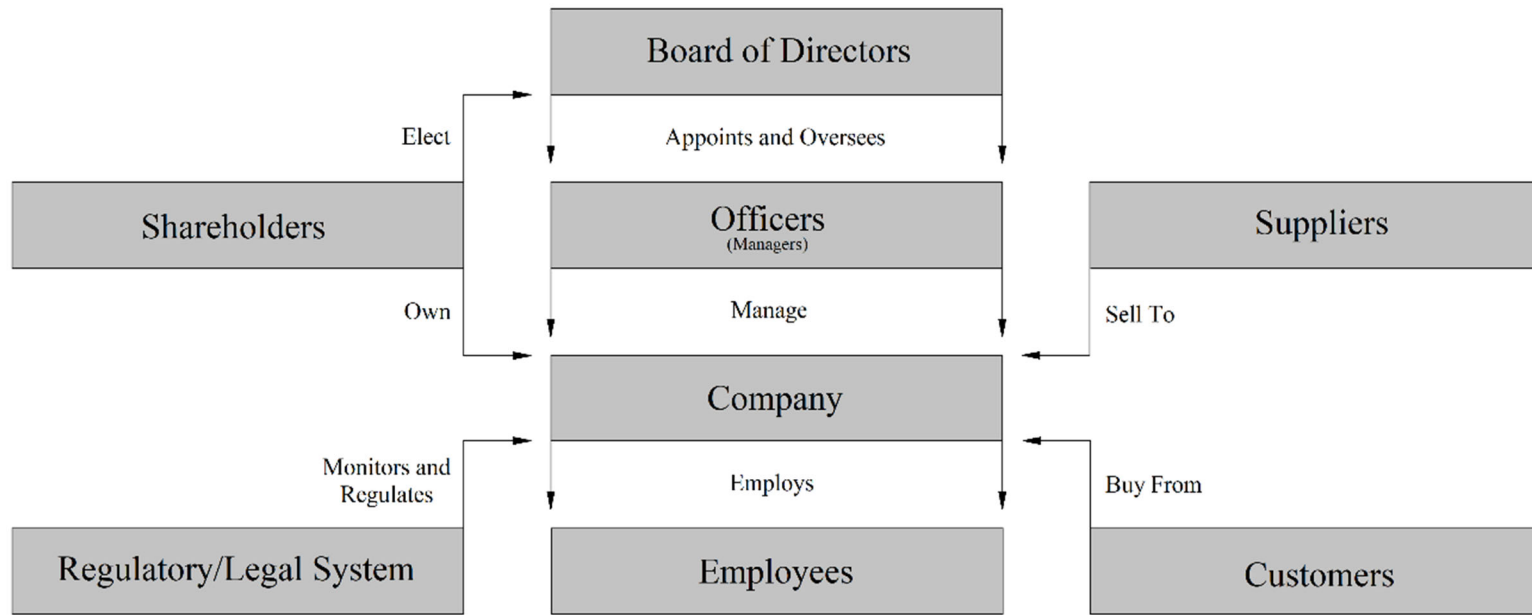 Board of Directors
Elect
Appoints and Oversees
Shareholders
Officers
(Managers)
Suppliers
Own
Manage
Sell To
Company
Monitors and
Regulates
Employs
Buy From
Regulatory/Legal System
Employees
Customers